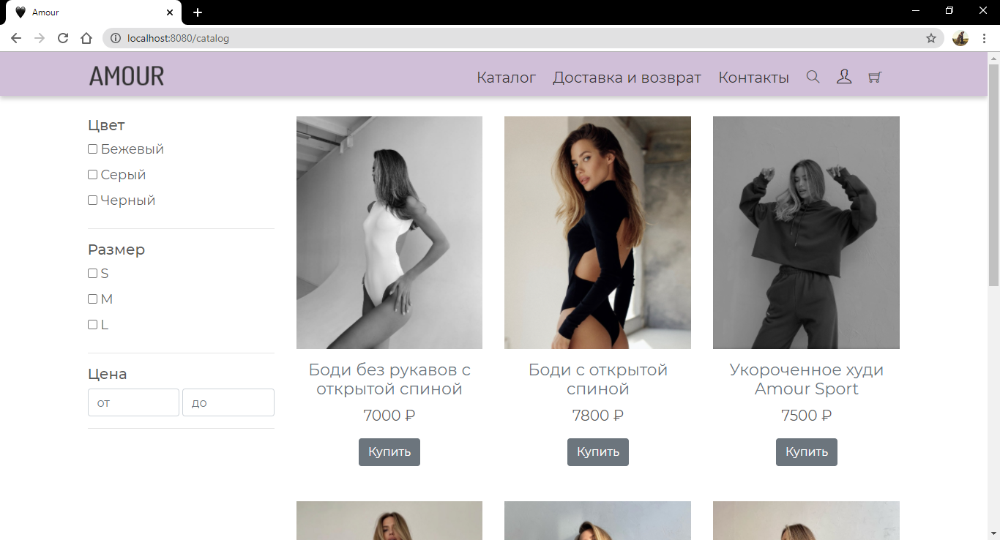 Amour
localhost:8080/catalog
AMOUR
Каталог
Доставка и возврат
Контакты
Цвет
Бежевый
Серый
Черный
Размер
S
M
L
Цена
от
до
Боди без рукавов с
открытой спиной
7000 ₽
Купить
Боди с открытой
спиной
7800 ₽
Купить
Укороченное худи
Amour Sport
7500 ₽
Купить